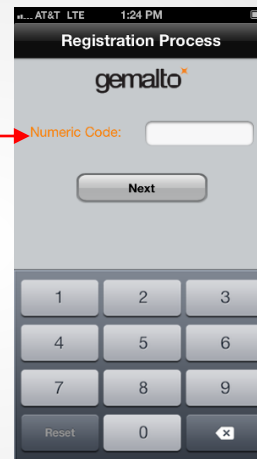 AT&T LTE 1:24 PM
Registration Process
gemalto
Numeric Code:
Next
1 2 3
4 5 6
7 8 9
Reset 0